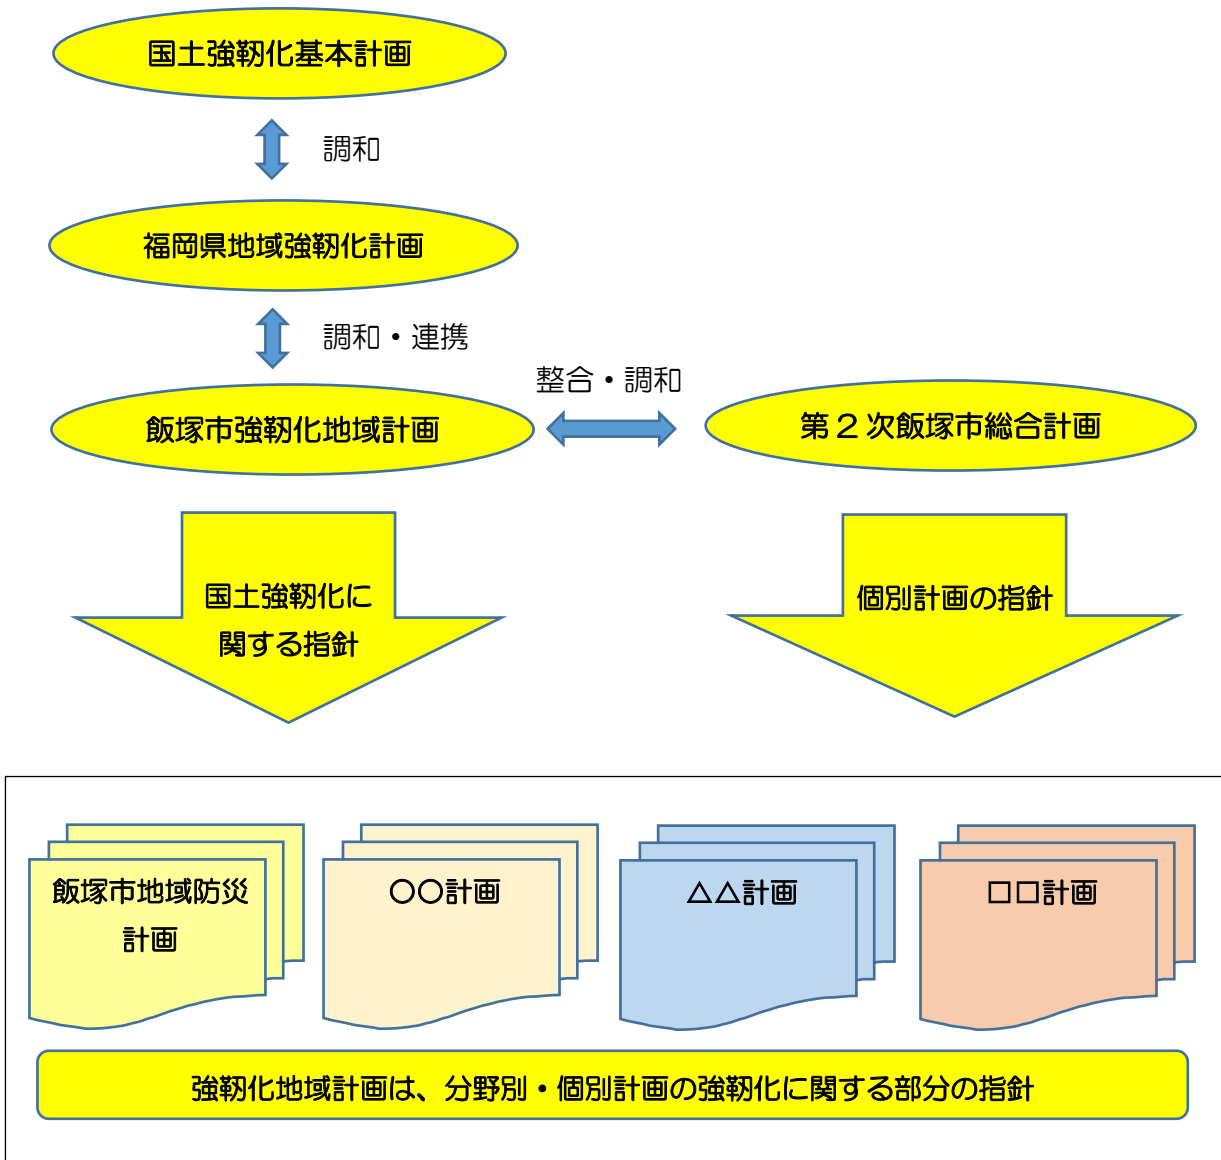 国土強靭化基本計画
調和
福岡県地域強靭化計画
調和・連携
整合・調和
飯塚市強靭化地域計画
第２次飯塚市総合計画
国土強靭化に
関する指針
個別計画の指針
飯塚市地域防災
計画
〇〇計画
△△計画
□□計画
強靭化地域計画は、分野別・個別計画の強靭化に関する部分の指針